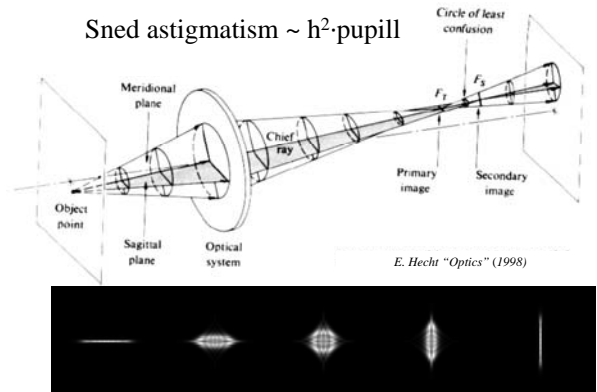 Sned astigmatism ~ h²·pupill
Circle of least
confusion
Meridional
plane
F_T
F_S
Chief
ray
Object
point
Sagittal
plane
Optical
system
Primary
image
Secondary
image
E. Hecht "Optics" (1998)